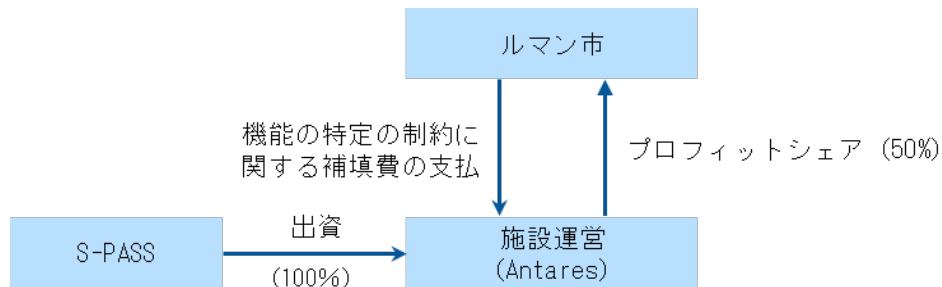 ルマン市
機能の特定の制約に
関する補填費の支払
プロフィットシェア (50%)
S-PASS
出資
(100%)
施設運営
(Antares)